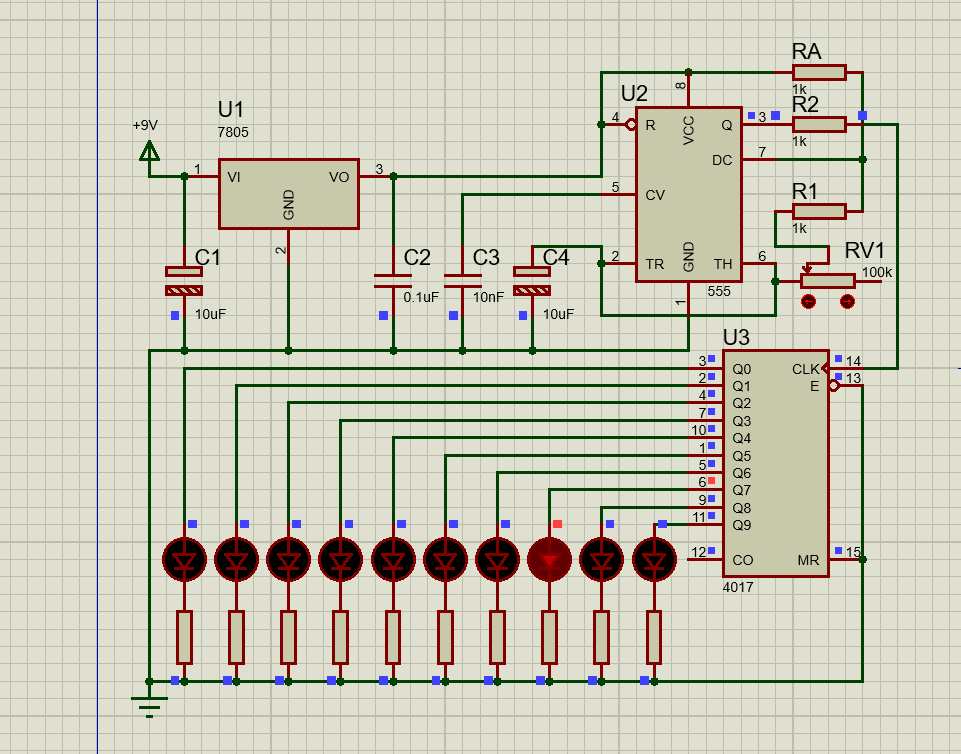 +9V
U1
7805
1 VI VO 3
GND
2
C1
10uF
C2
0.1uF
C3
10nF
C4
10uF
U2
8
VCC
4 R Q 3
DC 7
5 CV
2 TR TH 6
GND
1
555
RA
1k
R2
1k
R1
1k
RV1
100k
U3
3 Q0 CLK 14
2 Q1 E 13
4 Q2
7 Q3
10 Q4
1 Q5
5 Q6
6 Q7
9 Q8
11 Q9
12 CO MR 15
4017